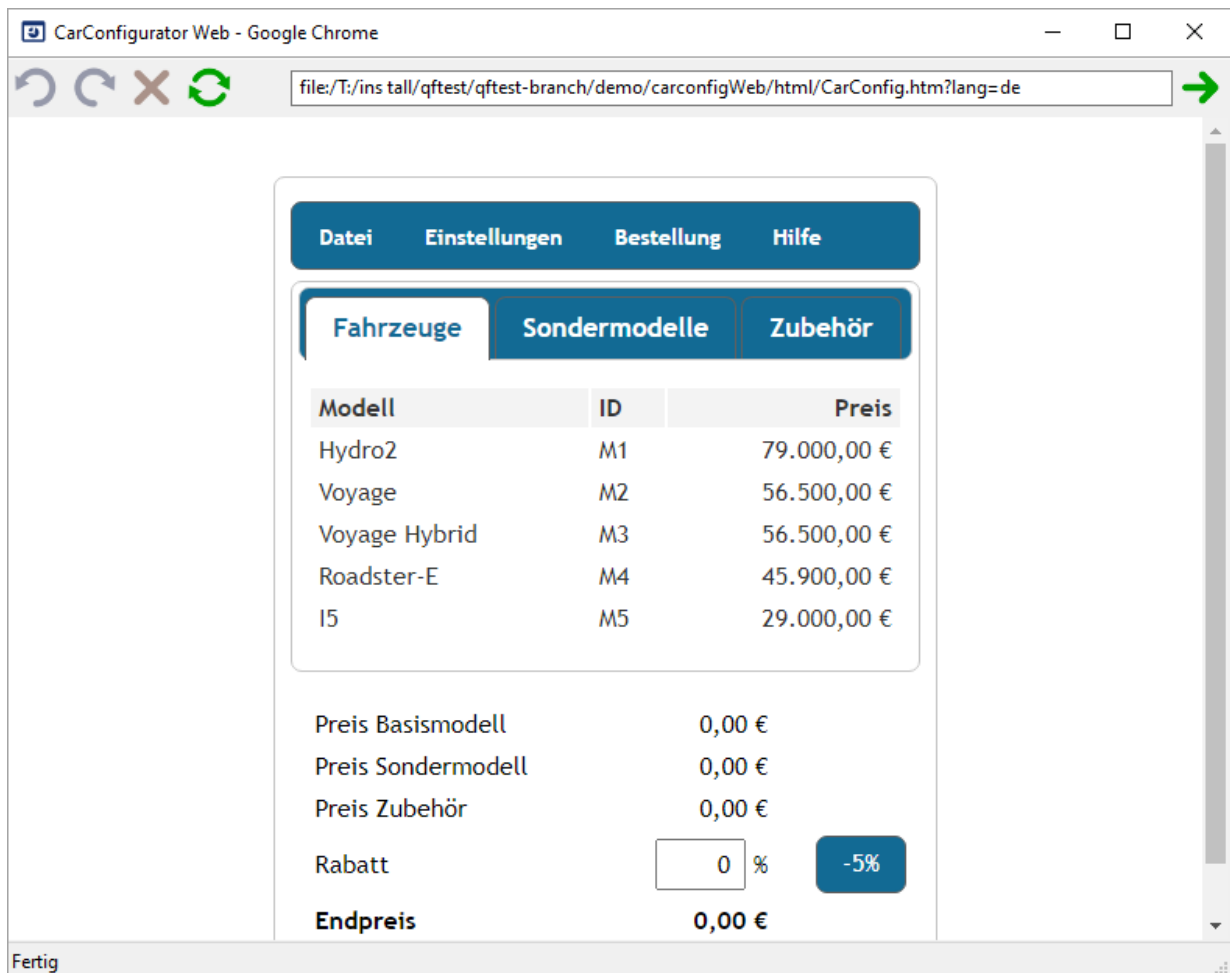 CarConfigurator Web - Google Chrome
file:/T:/ins tall/qftest/qftest-branch/demo/carconfigWeb/html/CarConfig.htm?lang=de
Datei Einstellungen Bestellung Hilfe
Fahrzeuge Sondermodelle Zubehör
Modell ID Preis
Hydro2 M1 79.000,00 €
Voyage M2 56.500,00 €
Voyage Hybrid M3 56.500,00 €
Roadster-E M4 45.900,00 €
I5 M5 29.000,00 €
Preis Basismodell 0,00 €
Preis Sondermodell 0,00 €
Preis Zubehör 0,00 €
Rabatt 0 % -5%
Endpreis 0,00 €
Fertig